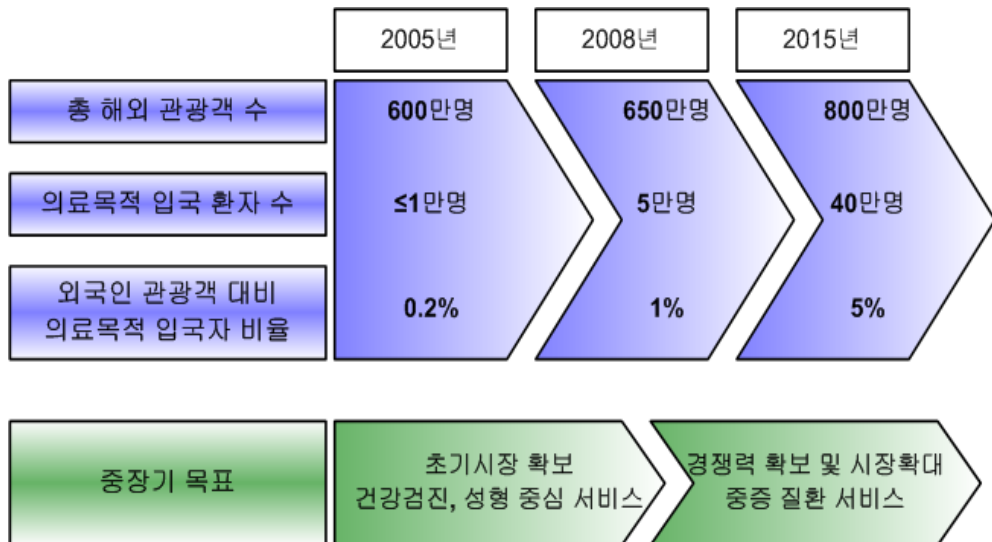 2005년 2008년 2015년
총 해외 관광객 수 600만명 650만명 800만명
의료목적 입국 환자 수 ≤1만명 5만명 40만명
외국인 관광객 대비
의료목적 입국자 비율 0.2% 1% 5%
중장기 목표
초기시장 확보
건강검진, 성형 중심 서비스
경쟁력 확보 및 시장확대
중증 질환 서비스